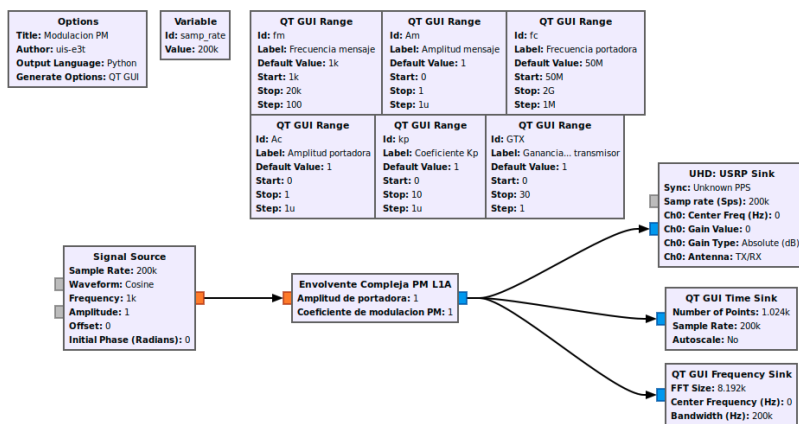 Options
Title: Modulacion PM
Author: uis-e3t
Output Language: Python
Generate Options: QT GUI
Variable
Id: samp_rate
Value: 200k
QT GUI Range
Id: fm
Label: Frecuencia mensaje
Default Value: 1k
Start: 1k
Stop: 20k
Step: 100
QT GUI Range
Id: Am
Label: Amplitud mensaje
Default Value: 1
Start: 0
Stop: 1
Step: 1u
QT GUI Range
Id: fc
Label: Frecuencia portadora
Default Value: 50M
Start: 50M
Stop: 2G
Step: 1M
QT GUI Range
Id: Ac
Label: Amplitud portadora
Default Value: 1
Start: 0
Stop: 1
Step: 1u
QT GUI Range
Id: kp
Label: Coeficiente Kp
Default Value: 1
Start: 0
Stop: 10
Step: 1u
QT GUI Range
Id: GTX
Label: Ganancia... transmisor
Default Value: 1
Start: 0
Stop: 30
Step: 1
UHD: USRP Sink
Sync: Unknown PPS
Samp rate (Sps): 200k
Ch0: Center Freq (Hz): 0
Ch0: Gain Value: 0
Ch0: Gain Type: Absolute (dB)
Ch0: Antenna: TX/RX
Signal Source
Sample Rate: 200k
Waveform: Cosine
Frequency: 1k
Amplitude: 1
Offset: 0
Initial Phase (Radians): 0
Envolvente Compleja PM L1A
Amplitud de portadora: 1
Coeficiente de modulacion PM: 1
QT GUI Time Sink
Number of Points: 1.024k
Sample Rate: 200k
Autoscale: No
QT GUI Frequency Sink
FFT Size: 8.192k
Center Frequency (Hz): 0
Bandwidth (Hz): 200k